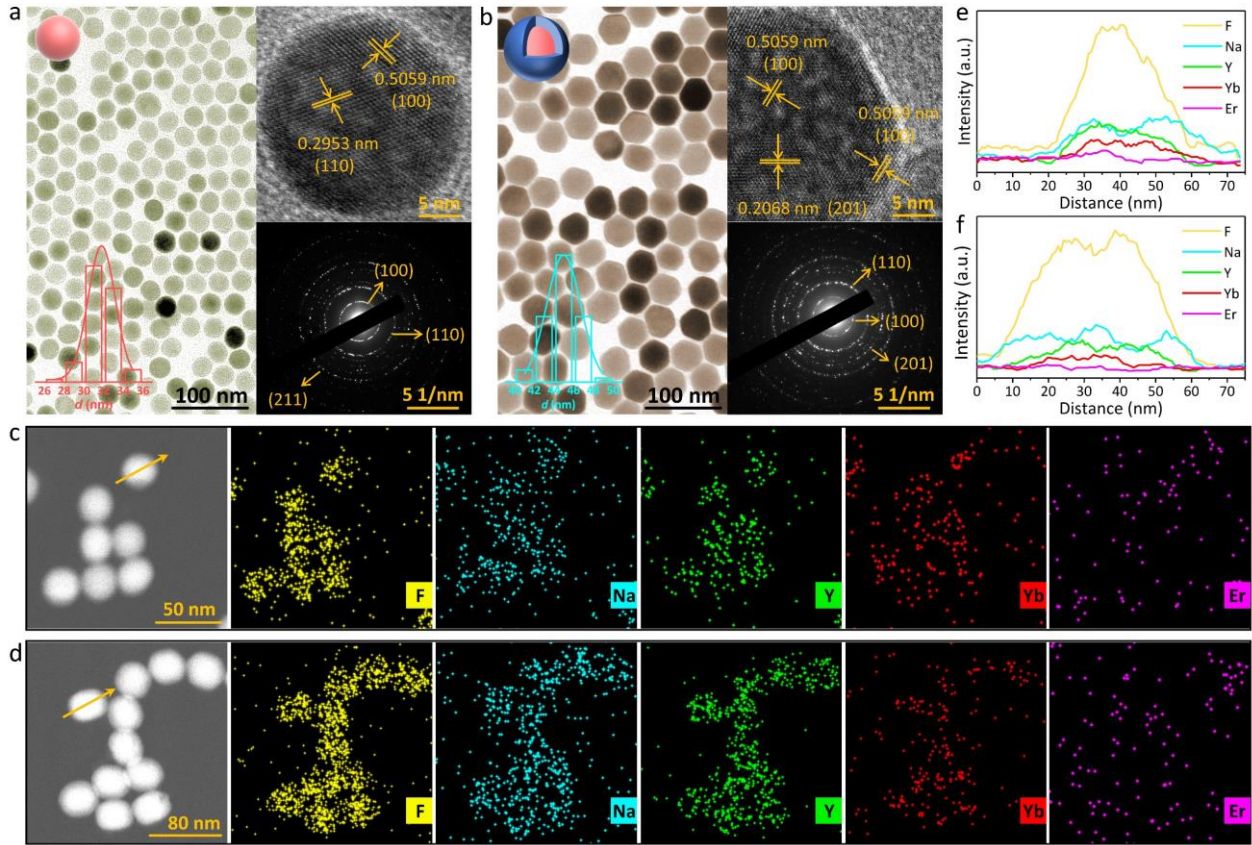 a
0.5059 nm
(100)
0.2953 nm
(110)
5 nm
(100)
(110)
(211)
5 1/nm
26 28 30 32 34 36
d (nm)
100 nm
b
0.5059 nm
(100)
0.5059 nm
(100)
0.2068 nm (201)
5 nm
(110)
(100)
(201)
5 1/nm
40 42 44 46 48 50
d (nm)
100 nm
e
Intensity (a.u.)
F
Na
Y
Yb
Er
0 10 20 30 40 50 60 70
Distance (nm)
f
Intensity (a.u.)
F
Na
Y
Yb
Er
0 10 20 30 40 50 60 70
Distance (nm)
c
50 nm
F
Na
Y
Yb
Er
d
80 nm
F
Na
Y
Yb
Er